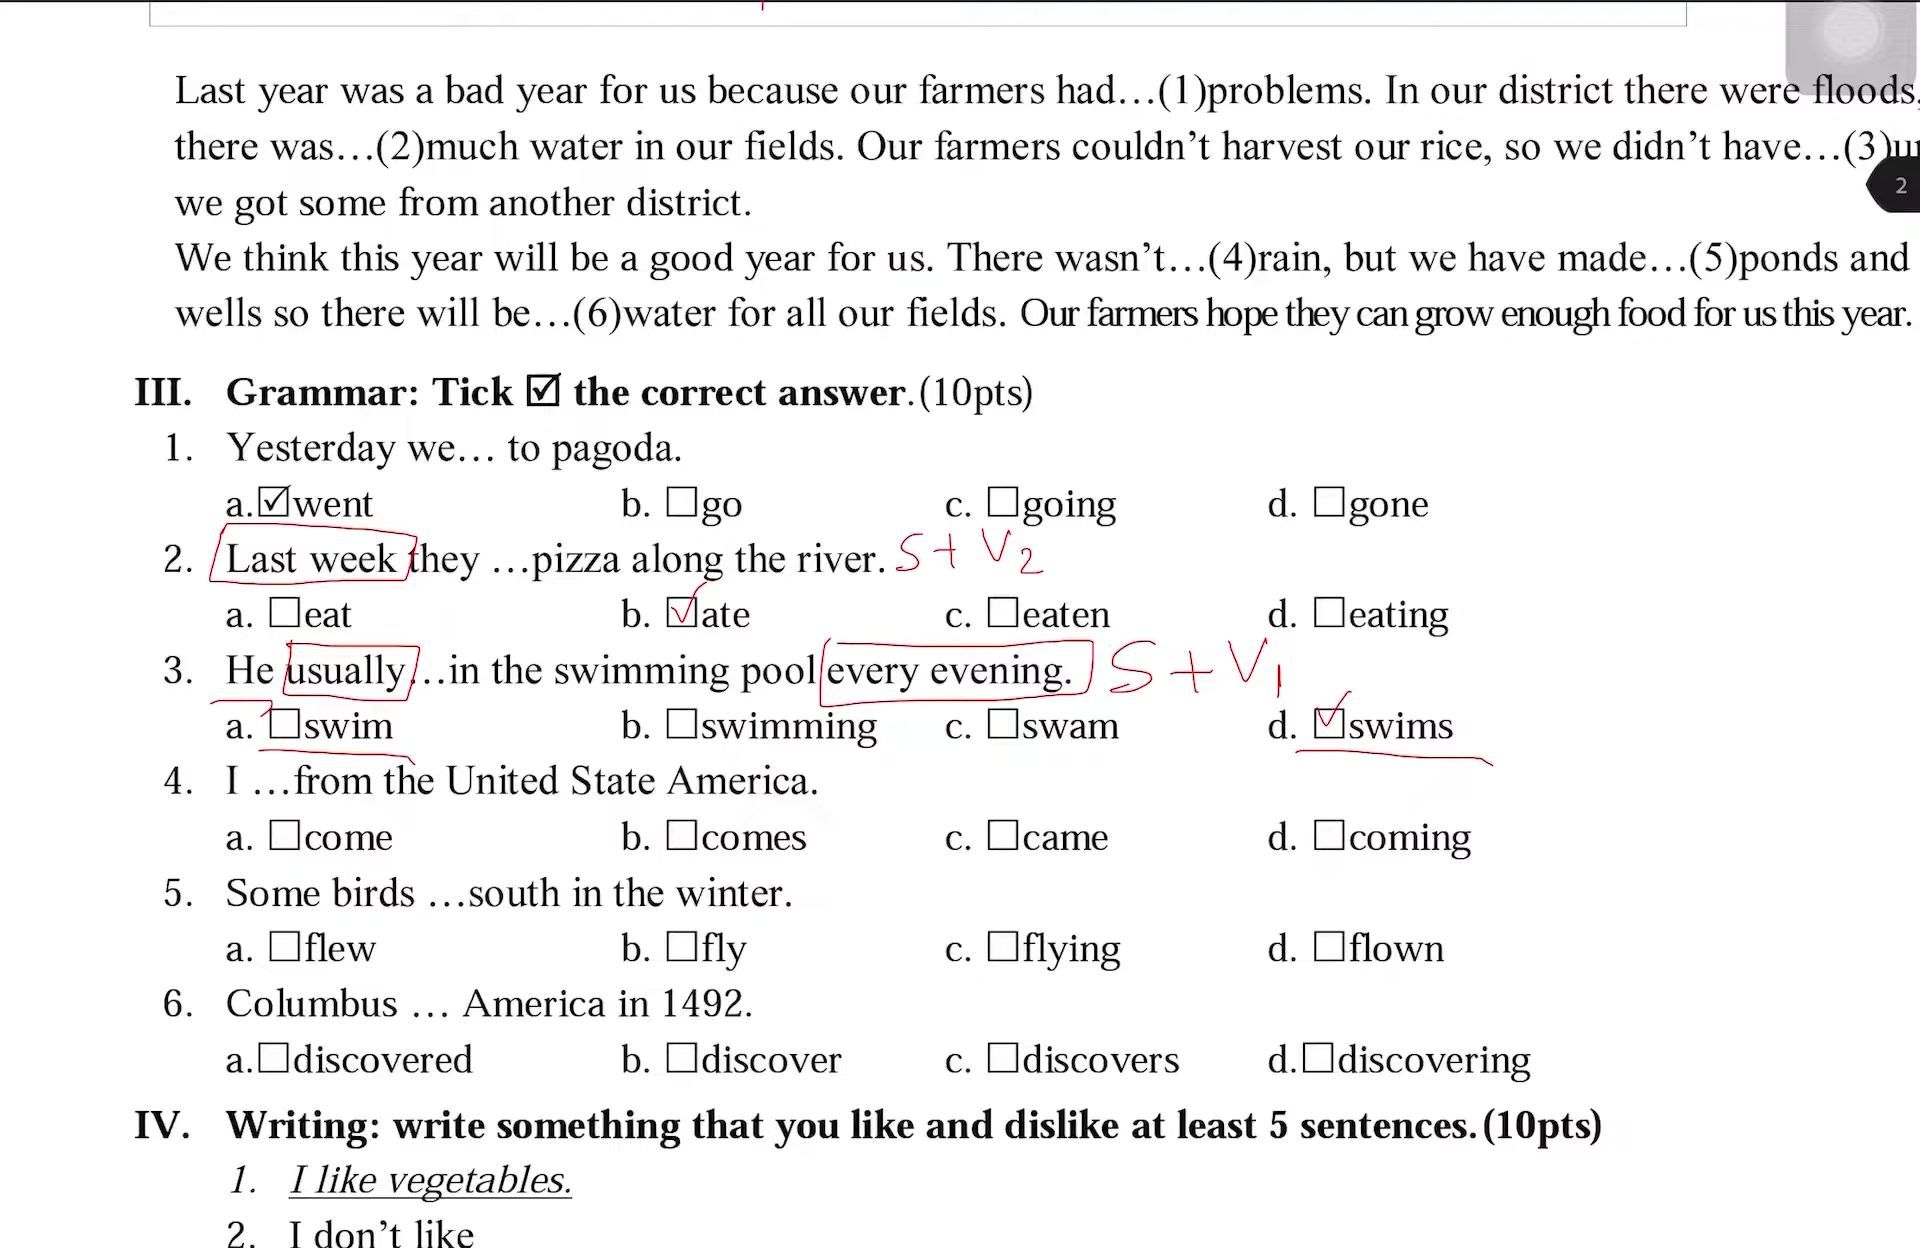 Last year was a bad year for us because our farmers had…(1)problems. In our district there were floods,
there was…(2)much water in our fields. Our farmers couldn’t harvest our rice, so we didn’t have…(3)
2
we got some from another district.
We think this year will be a good year for us. There wasn’t…(4)rain, but we have made…(5)ponds and
wells so there will be…(6)water for all our fields. Our farmers hope they can grow enough food for us this year.
III. Grammar: Tick ☑ the correct answer.(10pts)
1. Yesterday we… to pagoda.
a.☑went b. ☐go c. ☐going d. ☐gone
2. Last week they …pizza along the river. S + V2
a. ☐eat b. ☑ate c. ☐eaten d. ☐eating
3. He usually…in the swimming pool every evening. S + V1
a. ☐swim b. ☐swimming c. ☐swam d. ☑swims
4. I …from the United State America.
a. ☐come b. ☐comes c. ☐came d. ☐coming
5. Some birds …south in the winter.
a. ☐flew b. ☐fly c. ☐flying d. ☐flown
6. Columbus … America in 1492.
a.☐discovered b. ☐discover c. ☐discovers d.☐discovering
IV. Writing: write something that you like and dislike at least 5 sentences.(10pts)
1. I like vegetables.
2. I don’t like